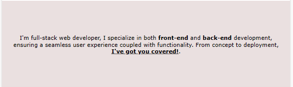 I'm full-stack web developer, I specialize in both front-end and back-end development,
ensuring a seamless user experience coupled with functionality. From concept to deployment,
I've got you covered!.